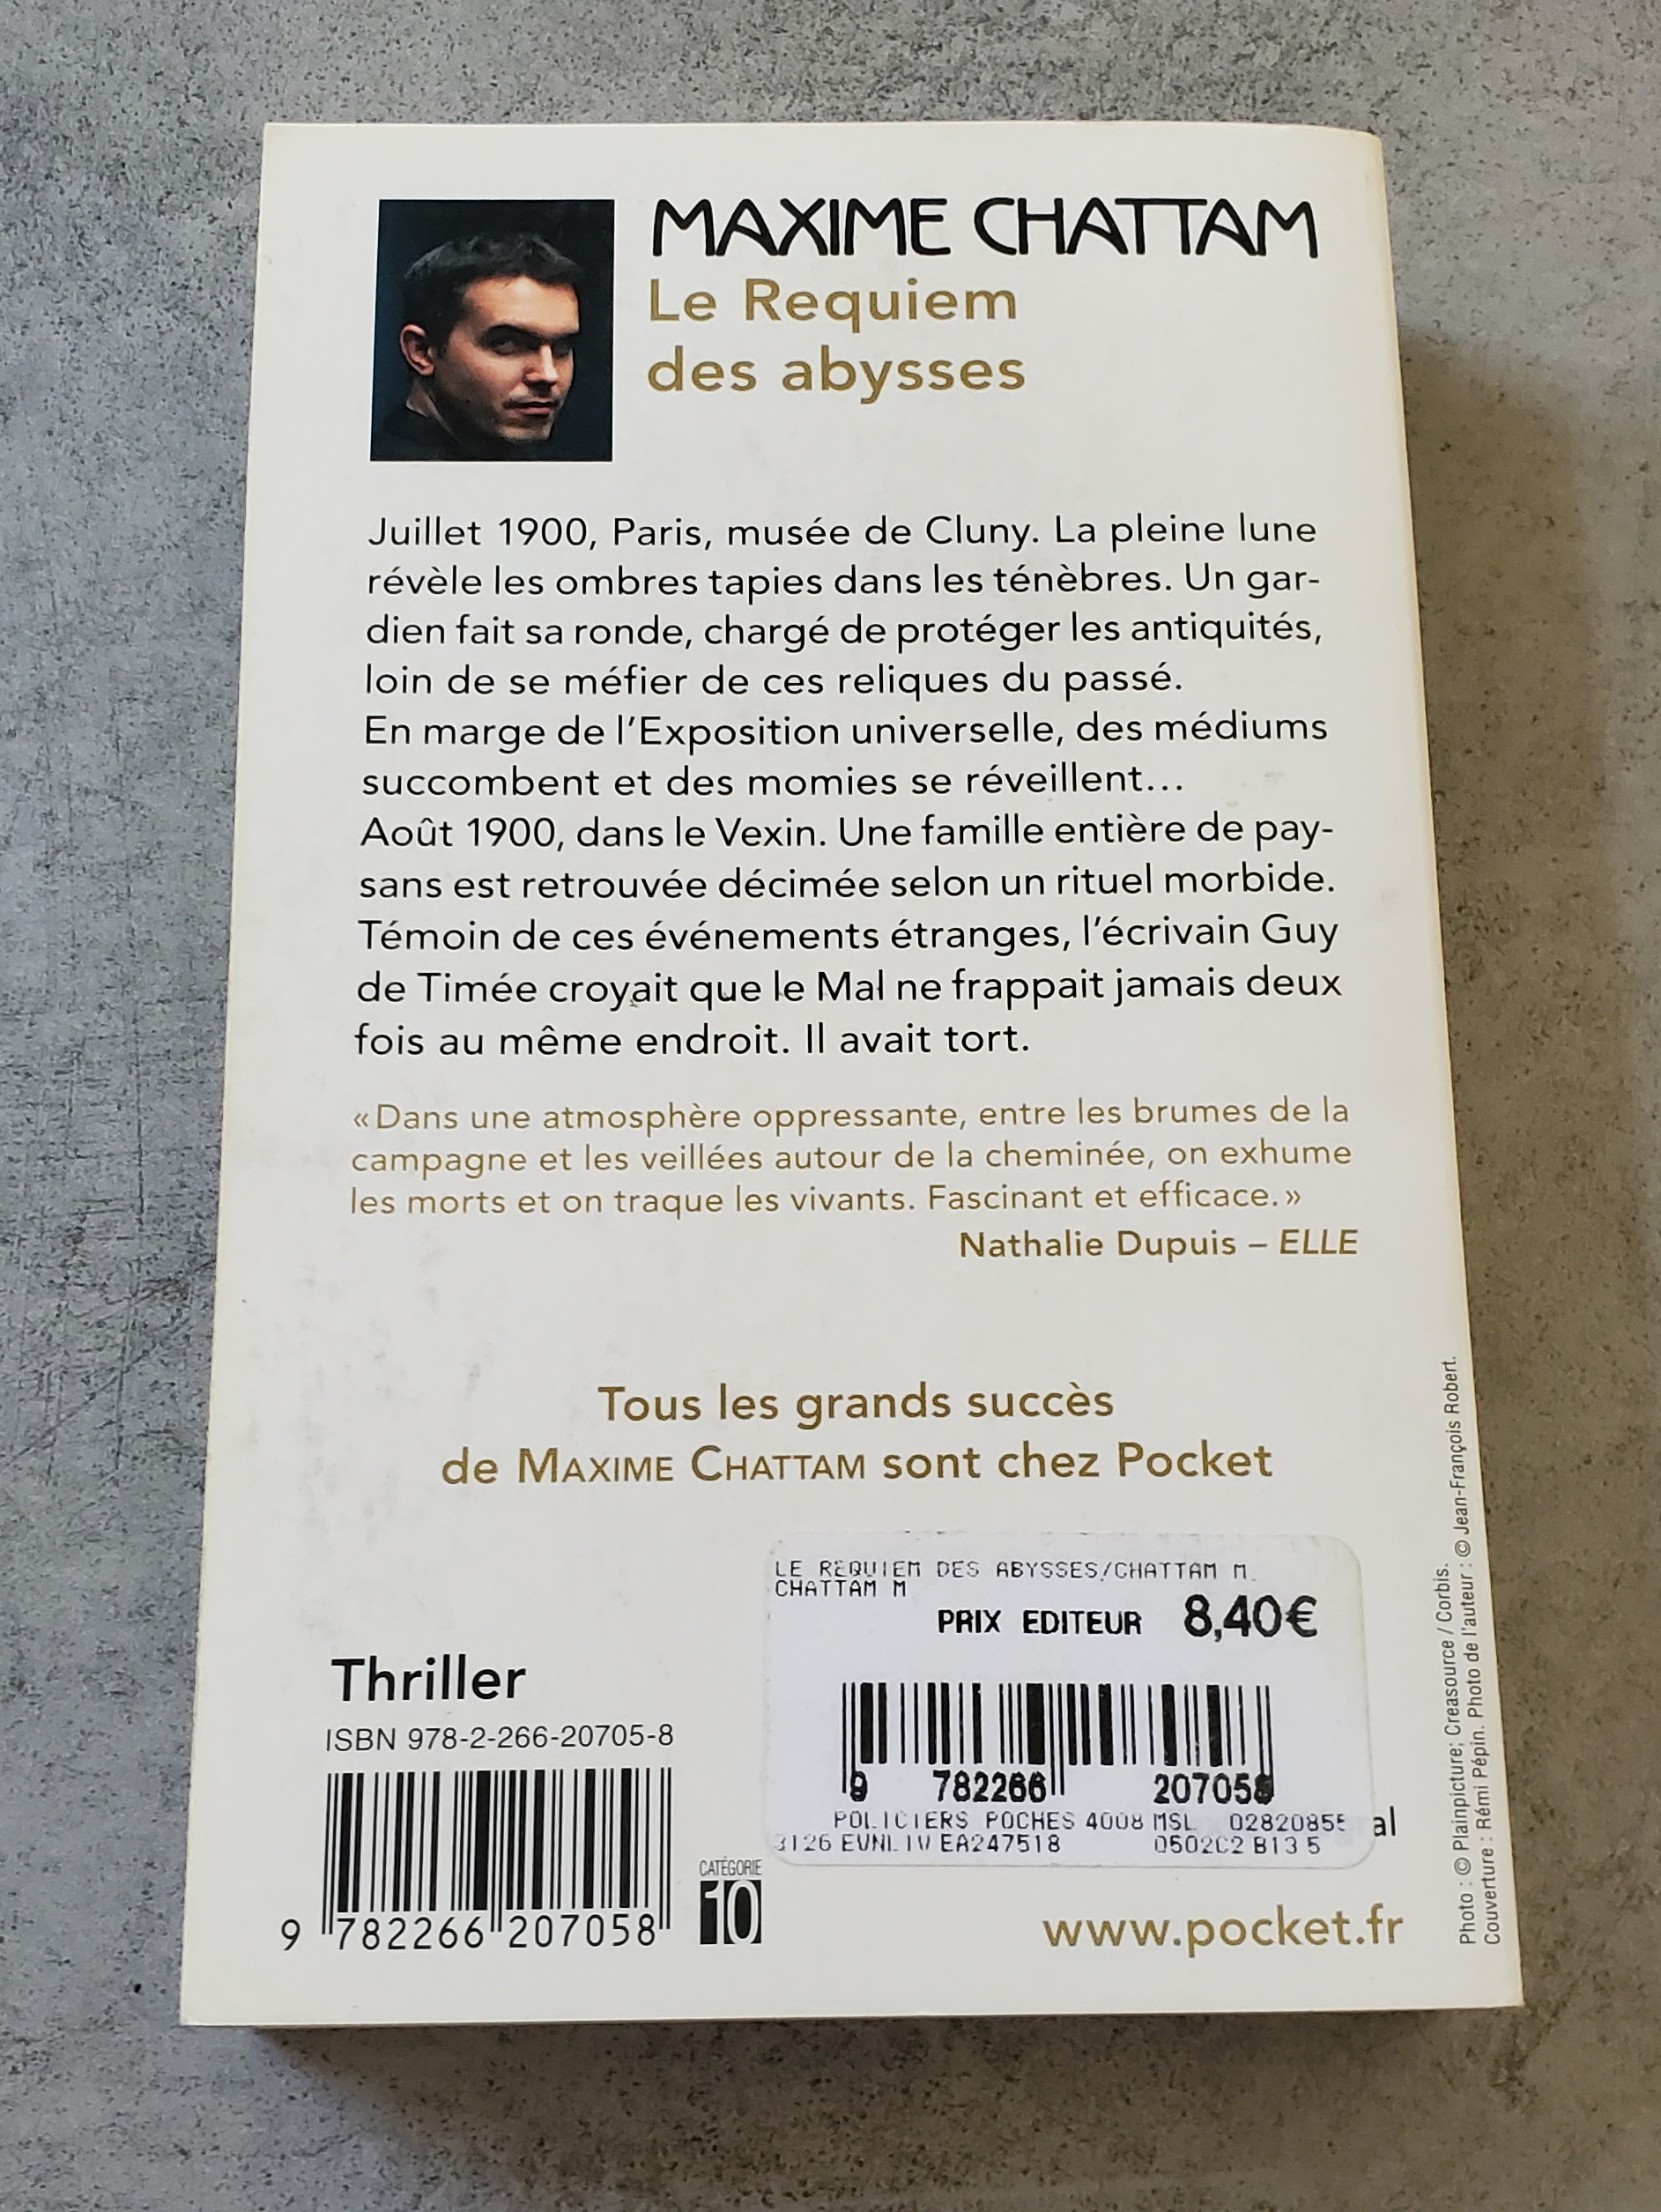 MAXIME CHATTAM
Le Requiem
des abysses
Juillet 1900, Paris, musée de Cluny. La pleine lune
révèle les ombres tapies dans les ténèbres. Un gar-
dien fait sa ronde, chargé de protéger les antiquités,
loin de se méfier de ces reliques du passé.
En marge de l'Exposition universelle, des médiums
succombent et des momies se réveillent...
Août 1900, dans le Vexin. Une famille entière de pay-
sans est retrouvée décimée selon un rituel morbide.
Témoin de ces événements étranges, l'écrivain Guy
de Timée croyait que le Mal ne frappait jamais deux
fois au même endroit. Il avait tort.
« Dans une atmosphère oppressante, entre les brumes de la
campagne et les veillées autour de la cheminée, on exhume
les morts et on traque les vivants. Fascinant et efficace. »
Nathalie Dupuis – ELLE
Tous les grands succès
de MAXIME CHATTAM sont chez Pocket
LE REQUIEM DES ABYSSES/CHATTAM M.
CHATTAM M
PRIX EDITEUR 8,40€
9 782266 207058
POLICIERS POCHES 4008 MSL
3126 EVNLIV EA247518 0502C2 B13 5
Thriller
ISBN 978-2-266-20705-8
9 782266 207058
CATÉGORIE
10
www.pocket.fr
Photo : © Plainpicture; Creasource / Corbis.
Couverture : Rémi Pépin. Photo de l'auteur : © Jean-François Robert.